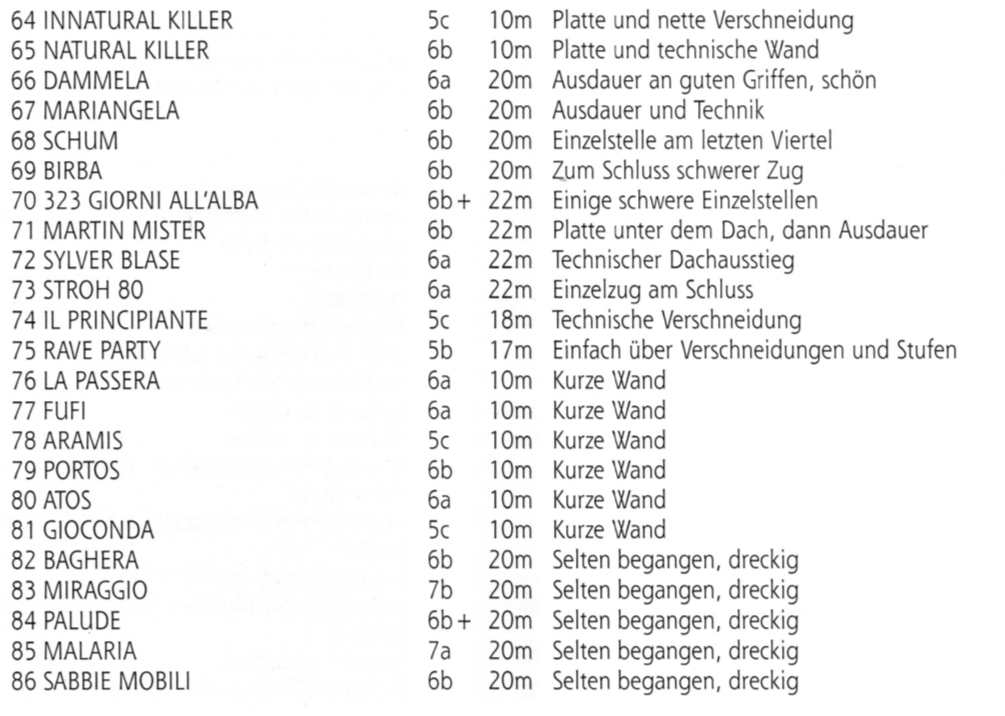 64 INNATURAL KILLER 5c 10m Platte und nette Verschneidung
65 NATURAL KILLER 6b 10m Platte und technische Wand
66 DAMMELA 6a 20m Ausdauer an guten Griffen, schön
67 MARIANGELA 6b 20m Ausdauer und Technik
68 SCHUM 6b 20m Einzelstelle am letzten Viertel
69 BIRBA 6b 20m Zum Schluss schwerer Zug
70 323 GIORNI ALL'ALBA 6b+ 22m Einige schwere Einzelstellen
71 MARTIN MISTER 6b 22m Platte unter dem Dach, dann Ausdauer
72 SYLVER BLASE 6a 22m Technischer Dachausstieg
73 STROH 80 6a 22m Einzelzug am Schluss
74 IL PRINCIPIANTE 5c 18m Technische Verschneidung
75 RAVE PARTY 5b 17m Einfach über Verschneidungen und Stufen
76 LA PASSERA 6a 10m Kurze Wand
77 FUFI 6a 10m Kurze Wand
78 ARAMIS 5c 10m Kurze Wand
79 PORTOS 6b 10m Kurze Wand
80 ATOS 6a 10m Kurze Wand
81 GIOCONDA 5c 10m Kurze Wand
82 BAGHERA 6b 20m Selten begangen, dreckig
83 MIRAGGIO 7b 20m Selten begangen, dreckig
84 PALUDE 6b+ 20m Selten begangen, dreckig
85 MALARIA 7a 20m Selten begangen, dreckig
86 SABBIE MOBILI 6b 20m Selten begangen, dreckig